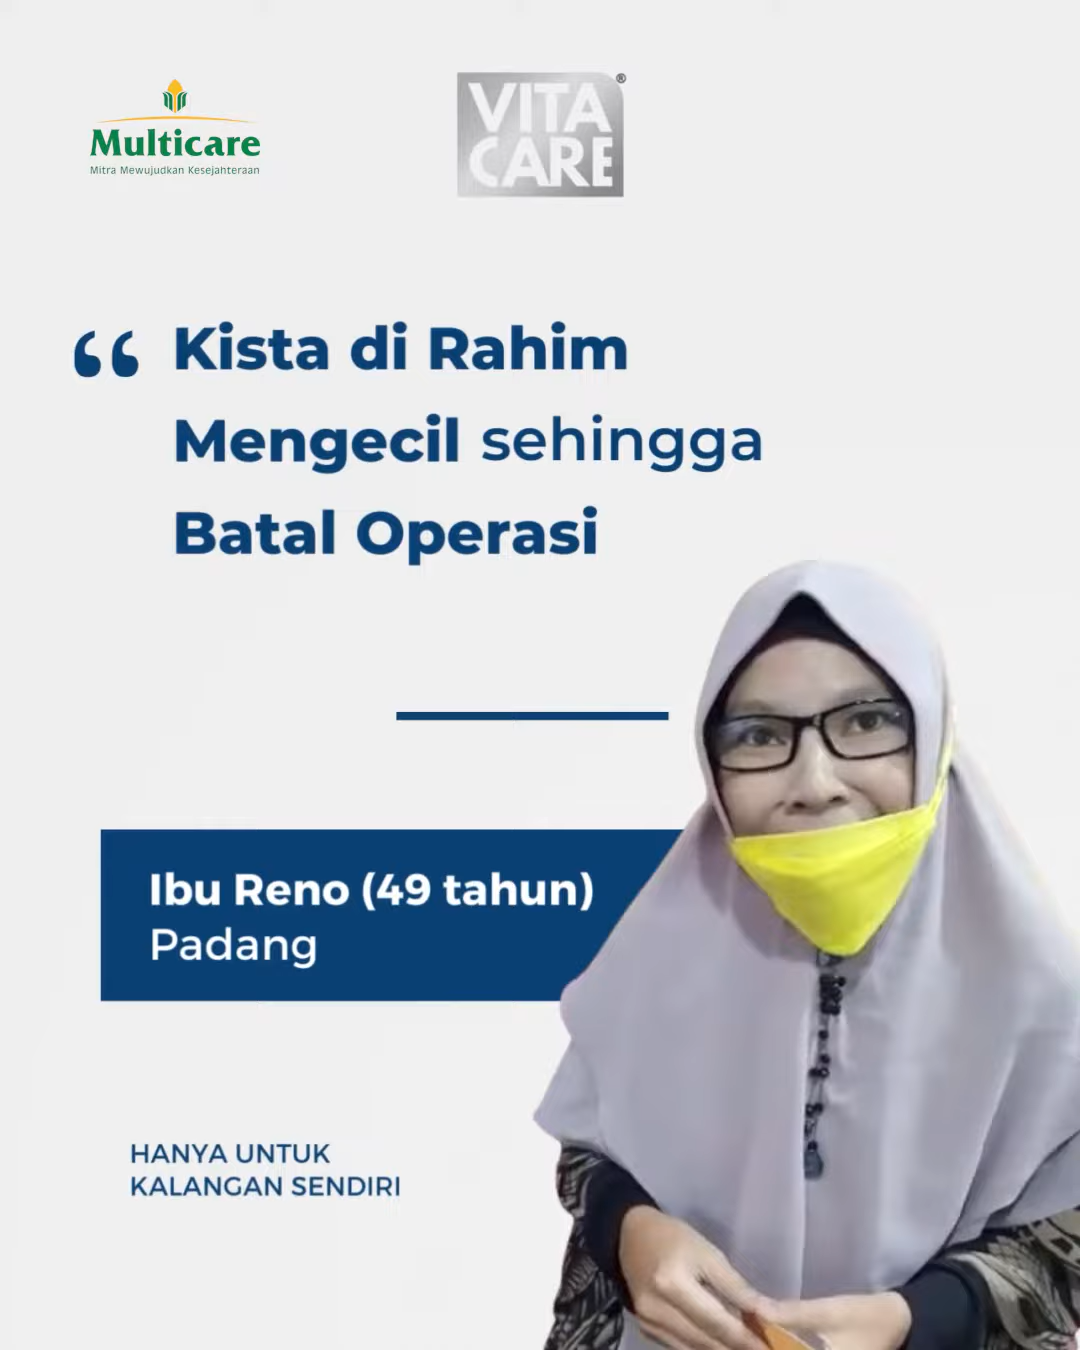 Multicare
Mitra Mewujudkan Kesejahteraan
VITA
CARE®
“ Kista di Rahim
Mengecil sehingga
Batal Operasi
Ibu Reno (49 tahun)
Padang
HANYA UNTUK
KALANGAN SENDIRI